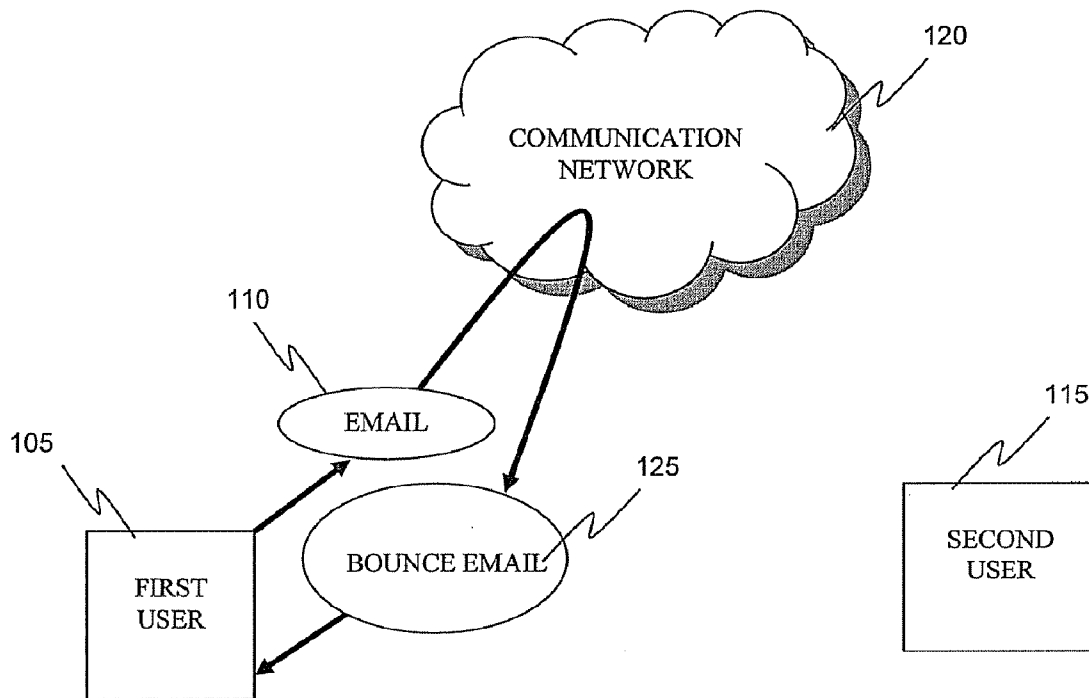 120
COMMUNICATION
NETWORK
110
EMAIL
115
105
125
BOUNCE EMAIL
SECOND
USER
FIRST
USER